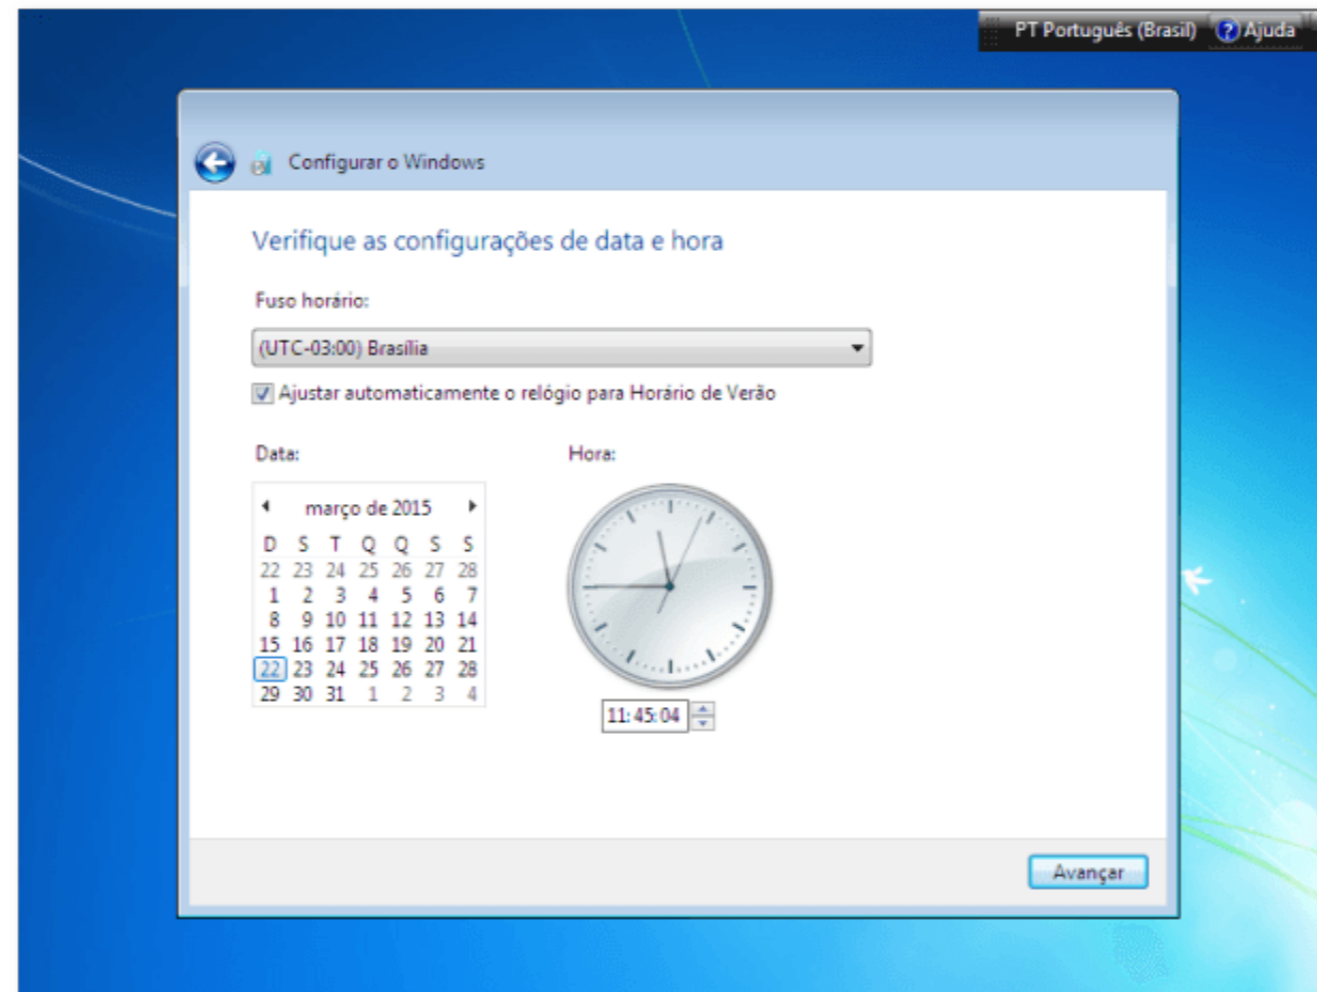 PT Português (Brasil) ? Ajuda
Configurar o Windows
Verifique as configurações de data e hora
Fuso horário:
(UTC-03:00) Brasília
Ajustar automaticamente o relógio para Horário de Verão
Data: Hora:
março de 2015
D S T Q Q S S
22 23 24 25 26 27 28
1 2 3 4 5 6 7
8 9 10 11 12 13 14
15 16 17 18 19 20 21
22 23 24 25 26 27 28
29 30 31 1 2 3 4
11:45:04
Avançar